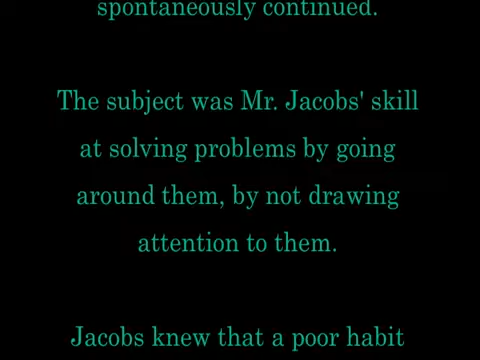 spontaneously continued.
The subject was Mr. Jacobs' skill
at solving problems by going
around them, by not drawing
attention to them.
Jacobs knew that a poor habit